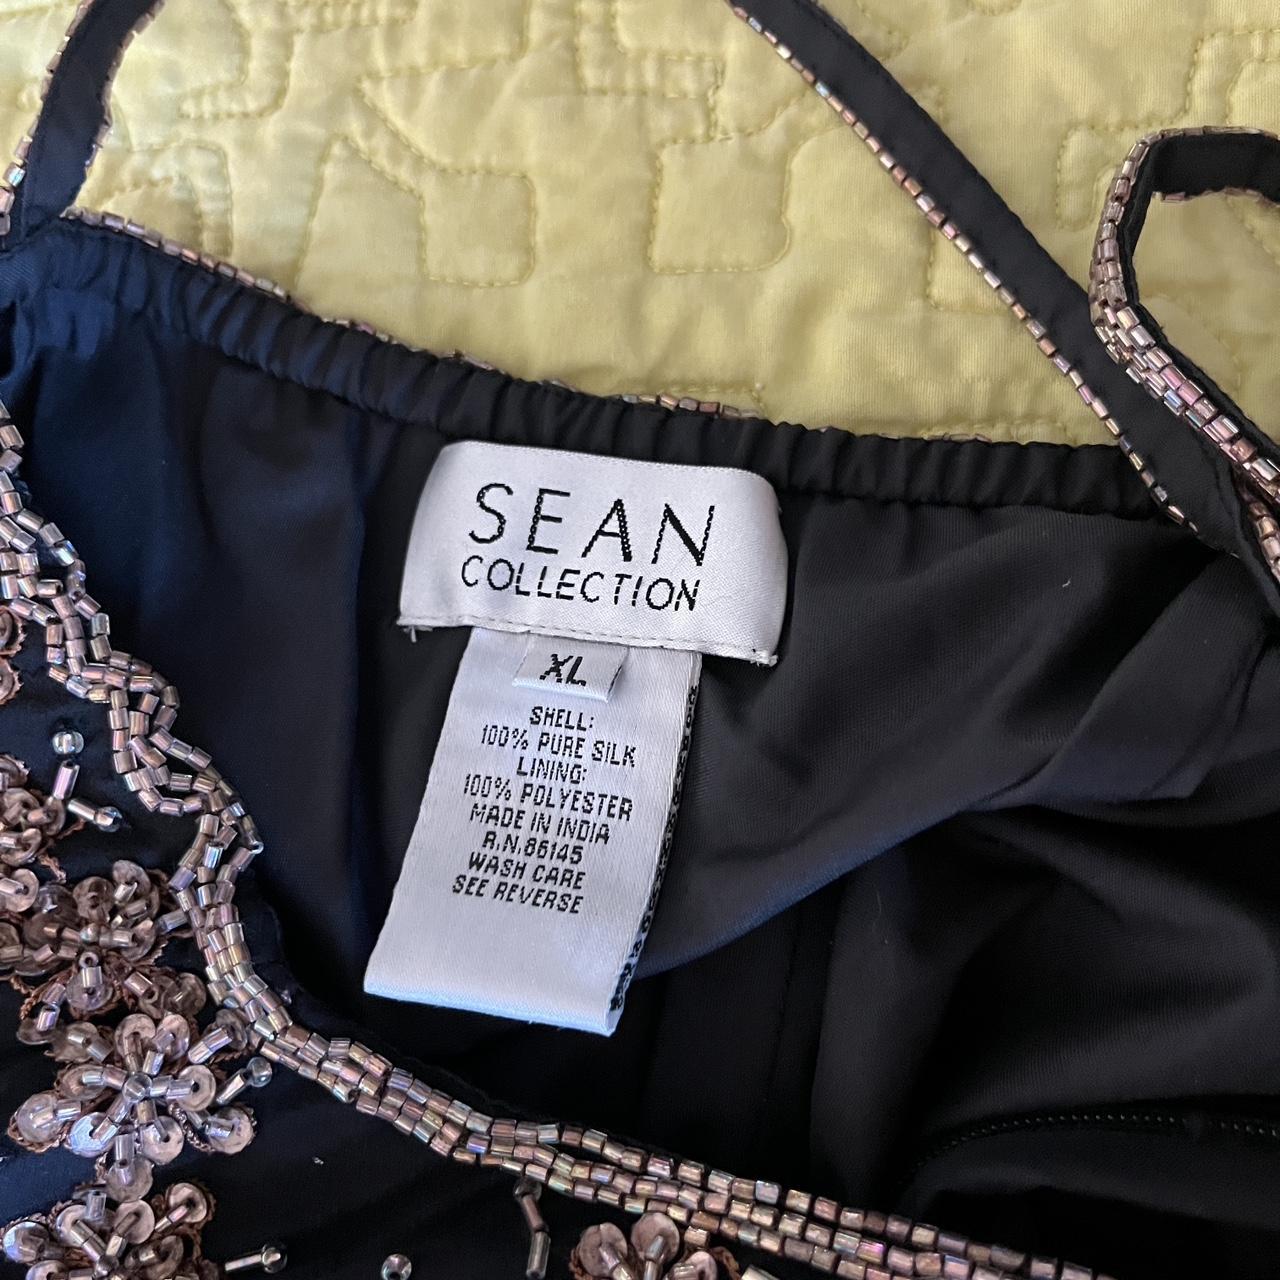 SEAN
COLLECTION
XL
SHELL:
100% PURE SILK
LINING:
100% POLYESTER
MADE IN INDIA
R.N.86145
WASH CARE
SEE REVERSE